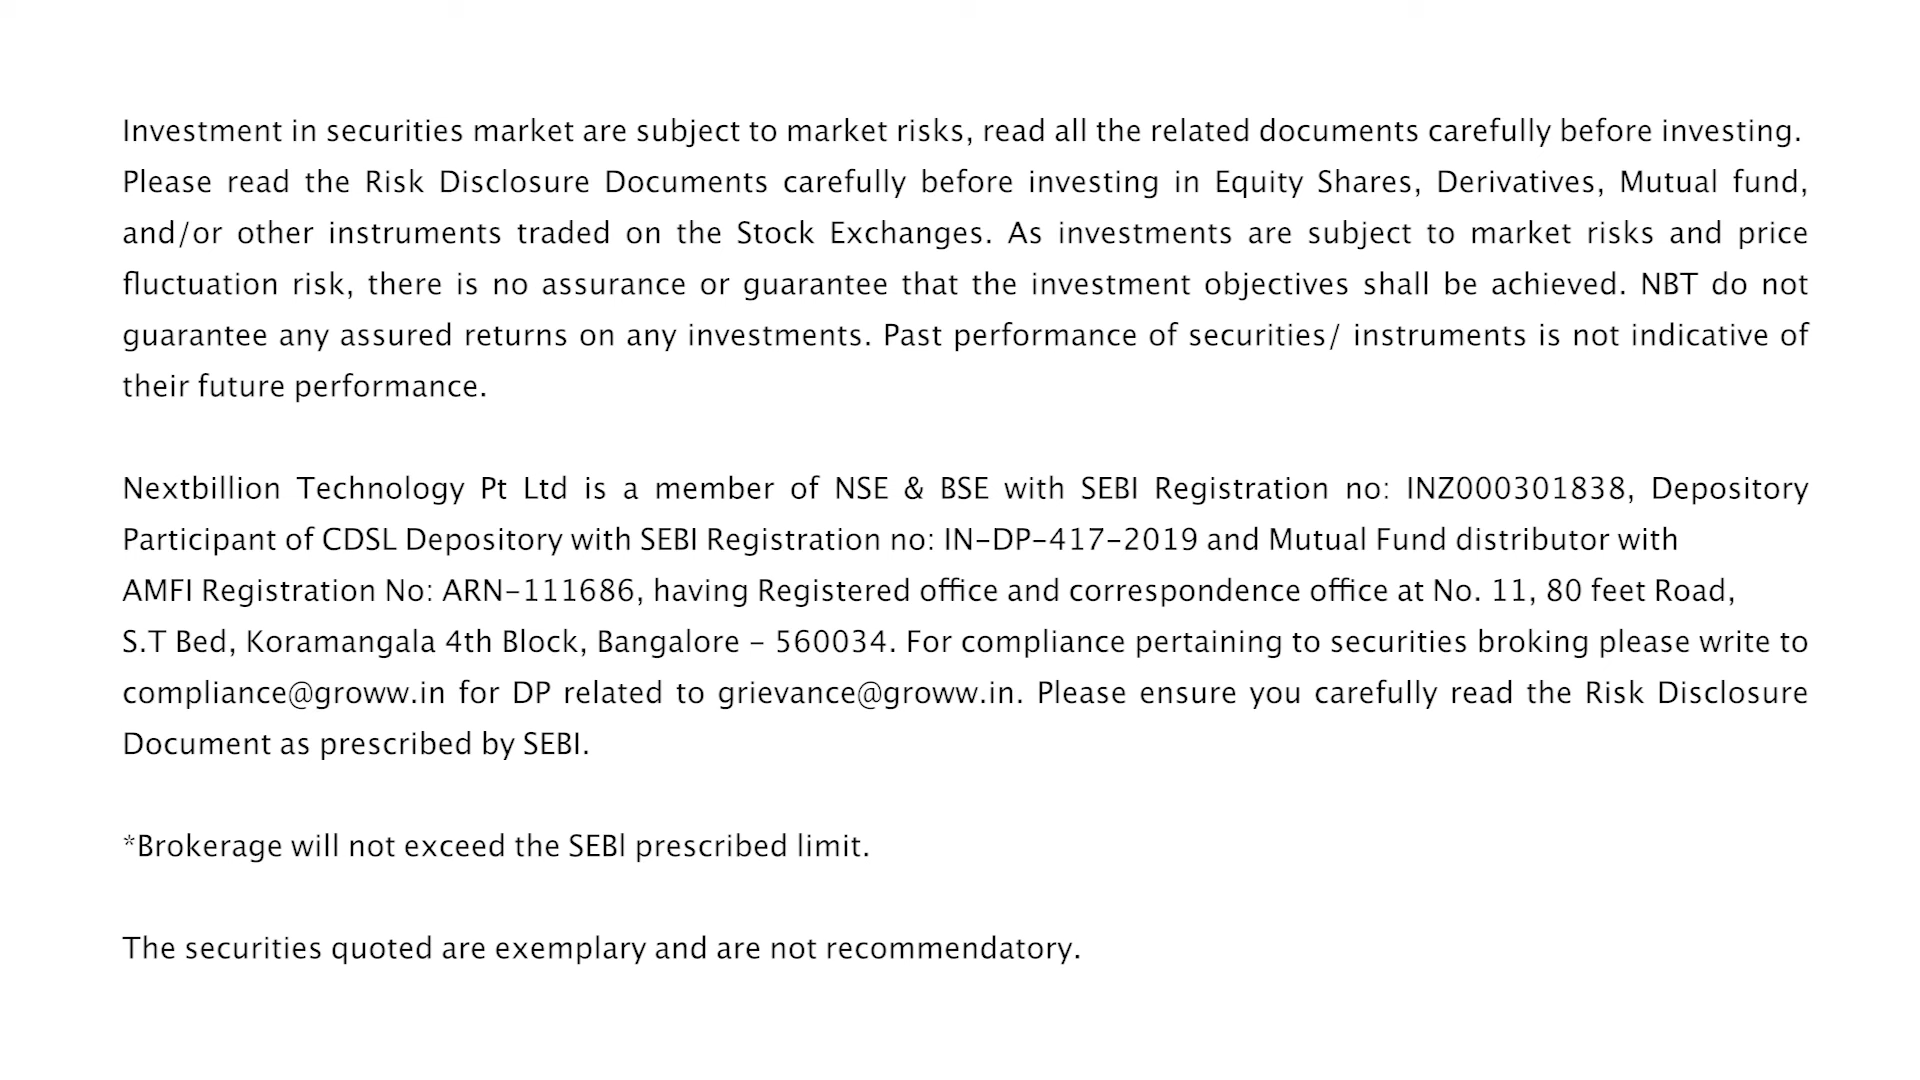 Investment in securities market are subject to market risks, read all the related documents carefully before investing.
Please read the Risk Disclosure Documents carefully before investing in Equity Shares, Derivatives, Mutual fund,
and/or other instruments traded on the Stock Exchanges. As investments are subject to market risks and price
fluctuation risk, there is no assurance or guarantee that the investment objectives shall be achieved. NBT do not
guarantee any assured returns on any investments. Past performance of securities/ instruments is not indicative of
their future performance.
Nextbillion Technology Pt Ltd is a member of NSE & BSE with SEBI Registration no: INZ000301838, Depository
Participant of CDSL Depository with SEBI Registration no: IN-DP-417-2019 and Mutual Fund distributor with
AMFI Registration No: ARN-111686, having Registered office and correspondence office at No. 11, 80 feet Road,
S.T Bed, Koramangala 4th Block, Bangalore - 560034. For compliance pertaining to securities broking please write to
compliance@groww.in for DP related to grievance@groww.in. Please ensure you carefully read the Risk Disclosure
Document as prescribed by SEBI.
*Brokerage will not exceed the SEBl prescribed limit.
The securities quoted are exemplary and are not recommendatory.